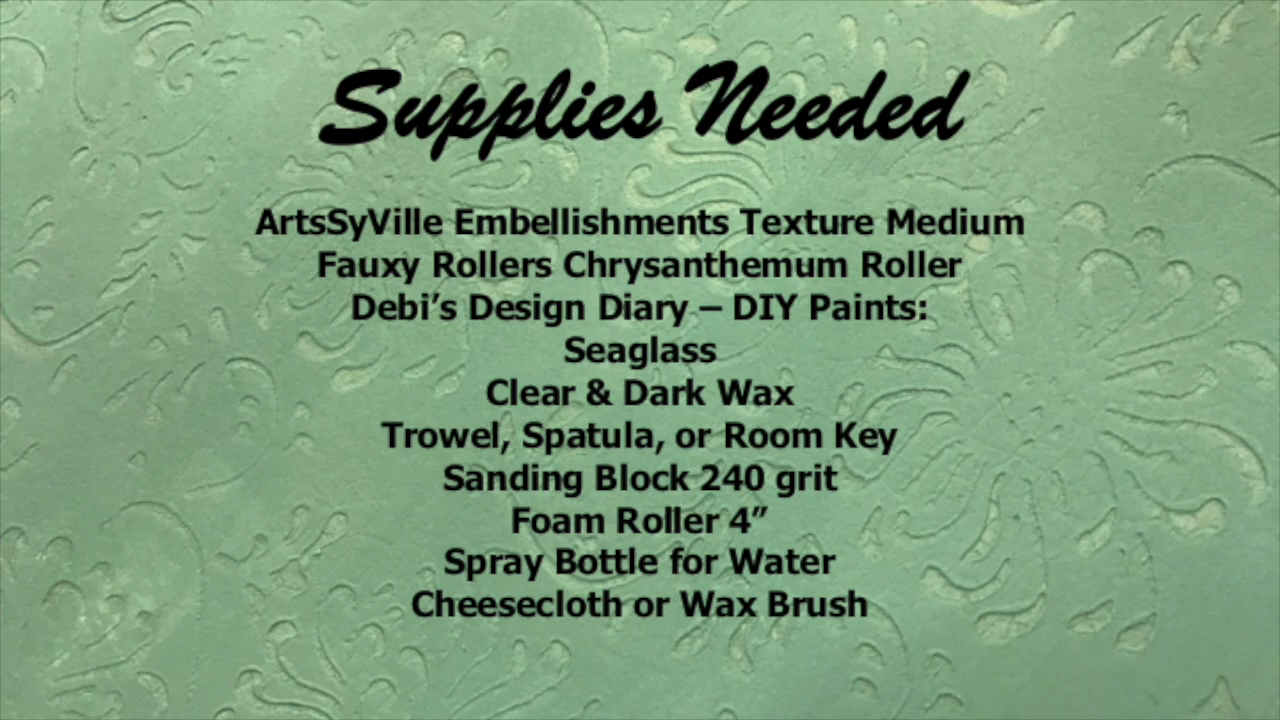 Supplies Needed
ArtsSyVille Embellishments Texture Medium
Fauxy Rollers Chrysanthemum Roller
Debi’s Design Diary – DIY Paints:
Seaglass
Clear & Dark Wax
Trowel, Spatula, or Room Key
Sanding Block 240 grit
Foam Roller 4”
Spray Bottle for Water
Cheesecloth or Wax Brush